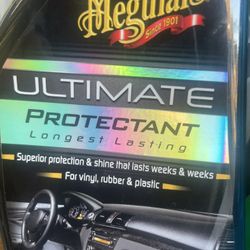 Meguiar's
Since 1901
ULTIMATE
PROTECTANT
Longest Lasting
Superior protection & shine that lasts weeks & weeks
For vinyl, rubber & plastic